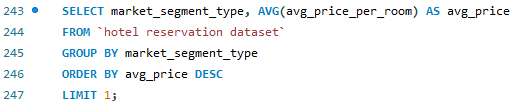 243 SELECT market_segment_type, AVG(avg_price_per_room) AS avg_price
244 FROM `hotel reservation dataset`
245 GROUP BY market_segment_type
246 ORDER BY avg_price DESC
247 LIMIT 1;